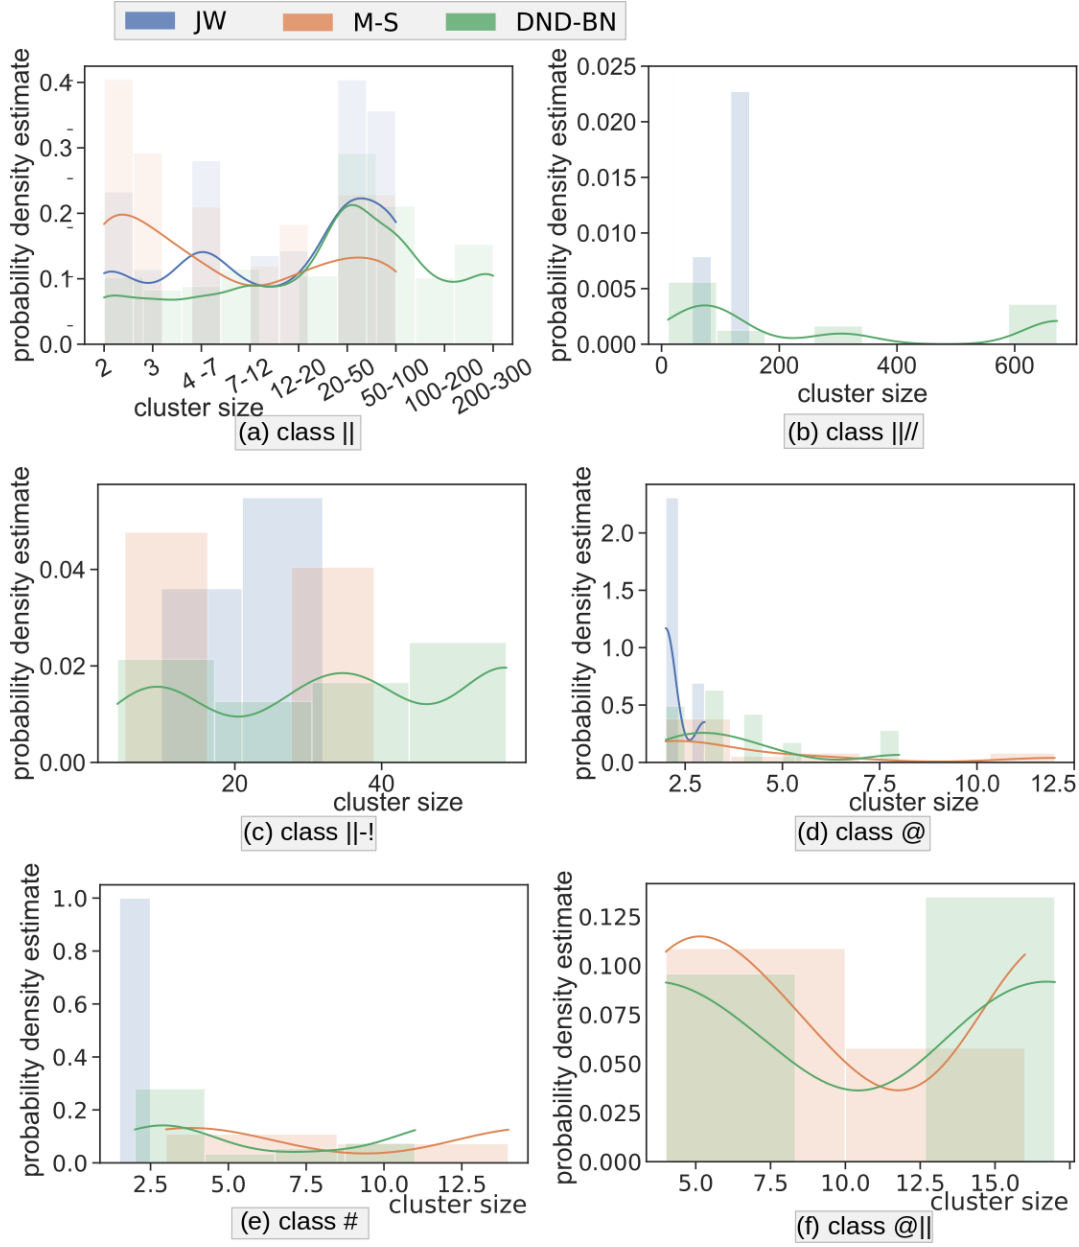 JW M-S DND-BN
probability density estimate
0.4
0.3
0.2
0.1
0.0
2 3 4 -7 7-12 12-20 20-50 50-100 100-200 200-300
cluster size
(a) class ||
probability density estimate
0.025
0.020
0.015
0.010
0.005
0.000
0 200 400 600
cluster size
(b) class ||//
probability density estimate
0.04
0.02
0.00
20 40
cluster size
(c) class ||-!
probability density estimate
2.0
1.5
1.0
0.5
0.0
2.5 5.0 7.5 10.0 12.5
cluster size
(d) class @
probability density estimate
1.0
0.8
0.6
0.4
0.2
0.0
2.5 5.0 7.5 10.0 12.5
cluster size
(e) class #
probability density estimate
0.125
0.100
0.075
0.050
0.025
0.000
5.0 7.5 10.0 12.5 15.0
cluster size
(f) class @||